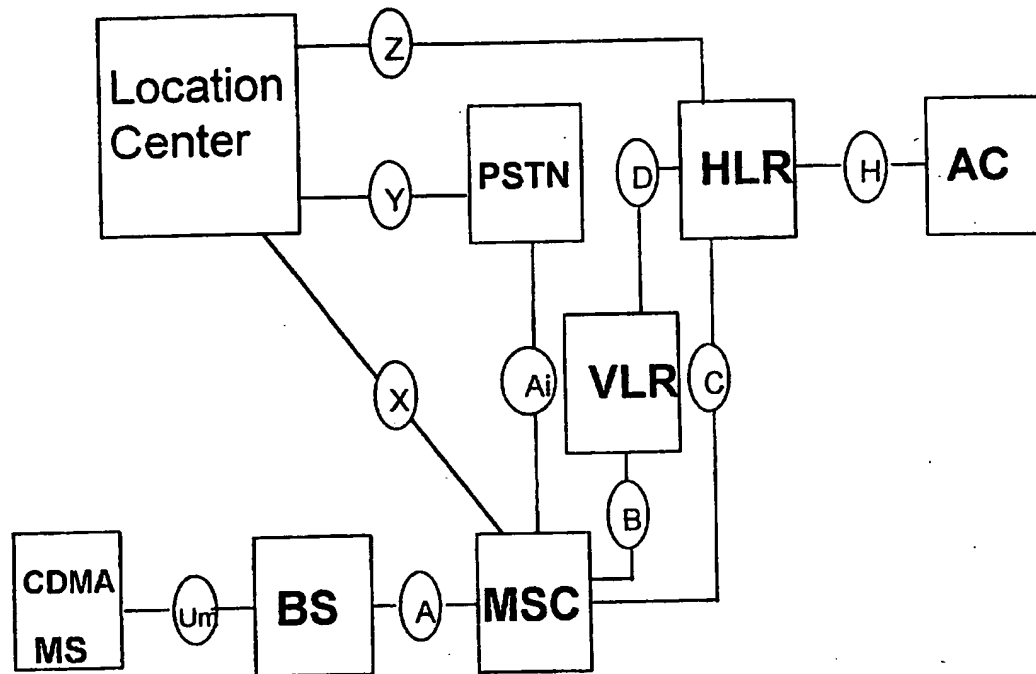 Z
Location
Center
PSTN
Y
D
HLR
H
AC
VLR
Ai
X
C
B
CDMA
MS
Um
BS
A
MSC